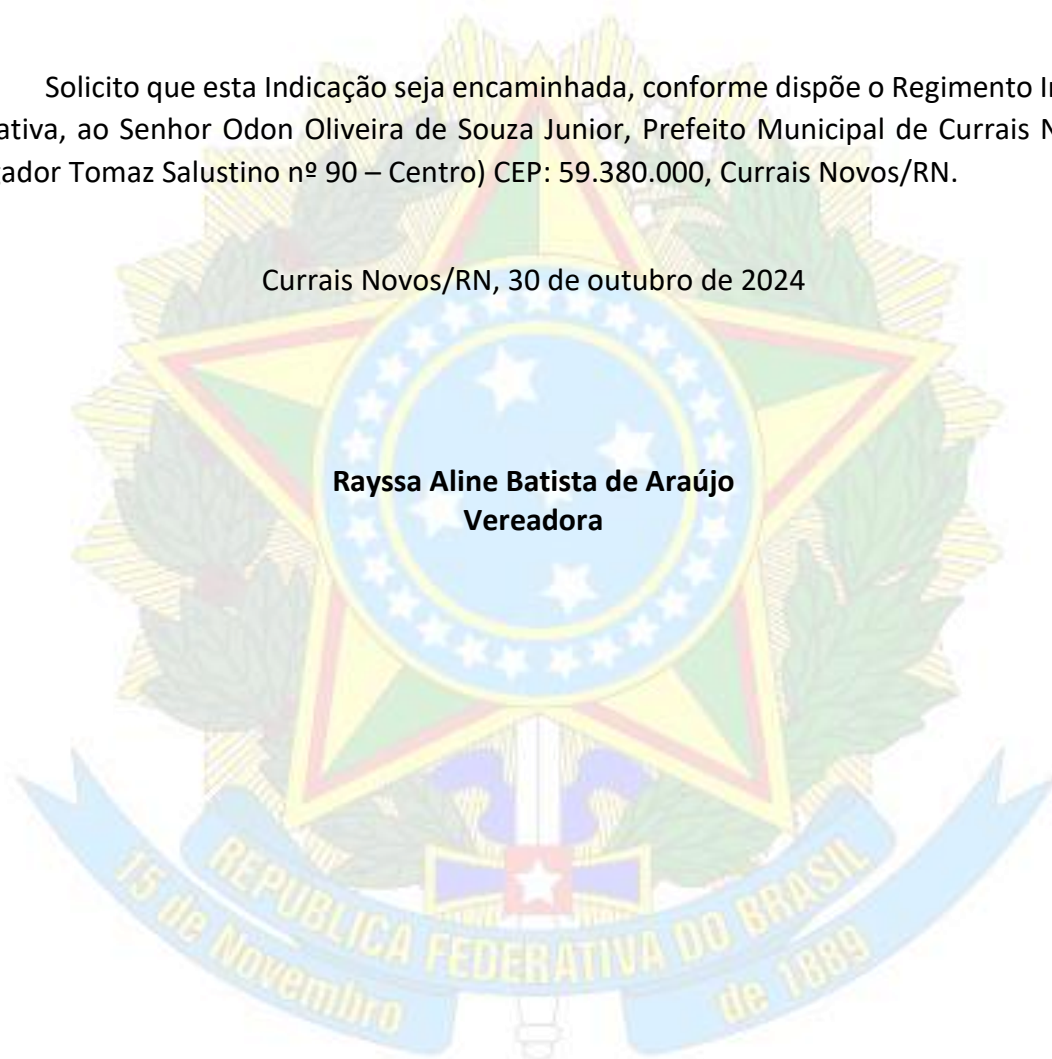 Solicito que esta Indicação seja encaminhada, conforme dispõe o Regimento In
ativa, ao Senhor Odon Oliveira de Souza Junior, Prefeito Municipal de Currais N
gador Tomaz Salustino nº 90 – Centro) CEP: 59.380.000, Currais Novos/RN.
Currais Novos/RN, 30 de outubro de 2024
Rayssa Aline Batista de Araújo
Vereadora
REPUBLICA FEDERATIVA DO BRASIL
15 de Novembro
de 1889